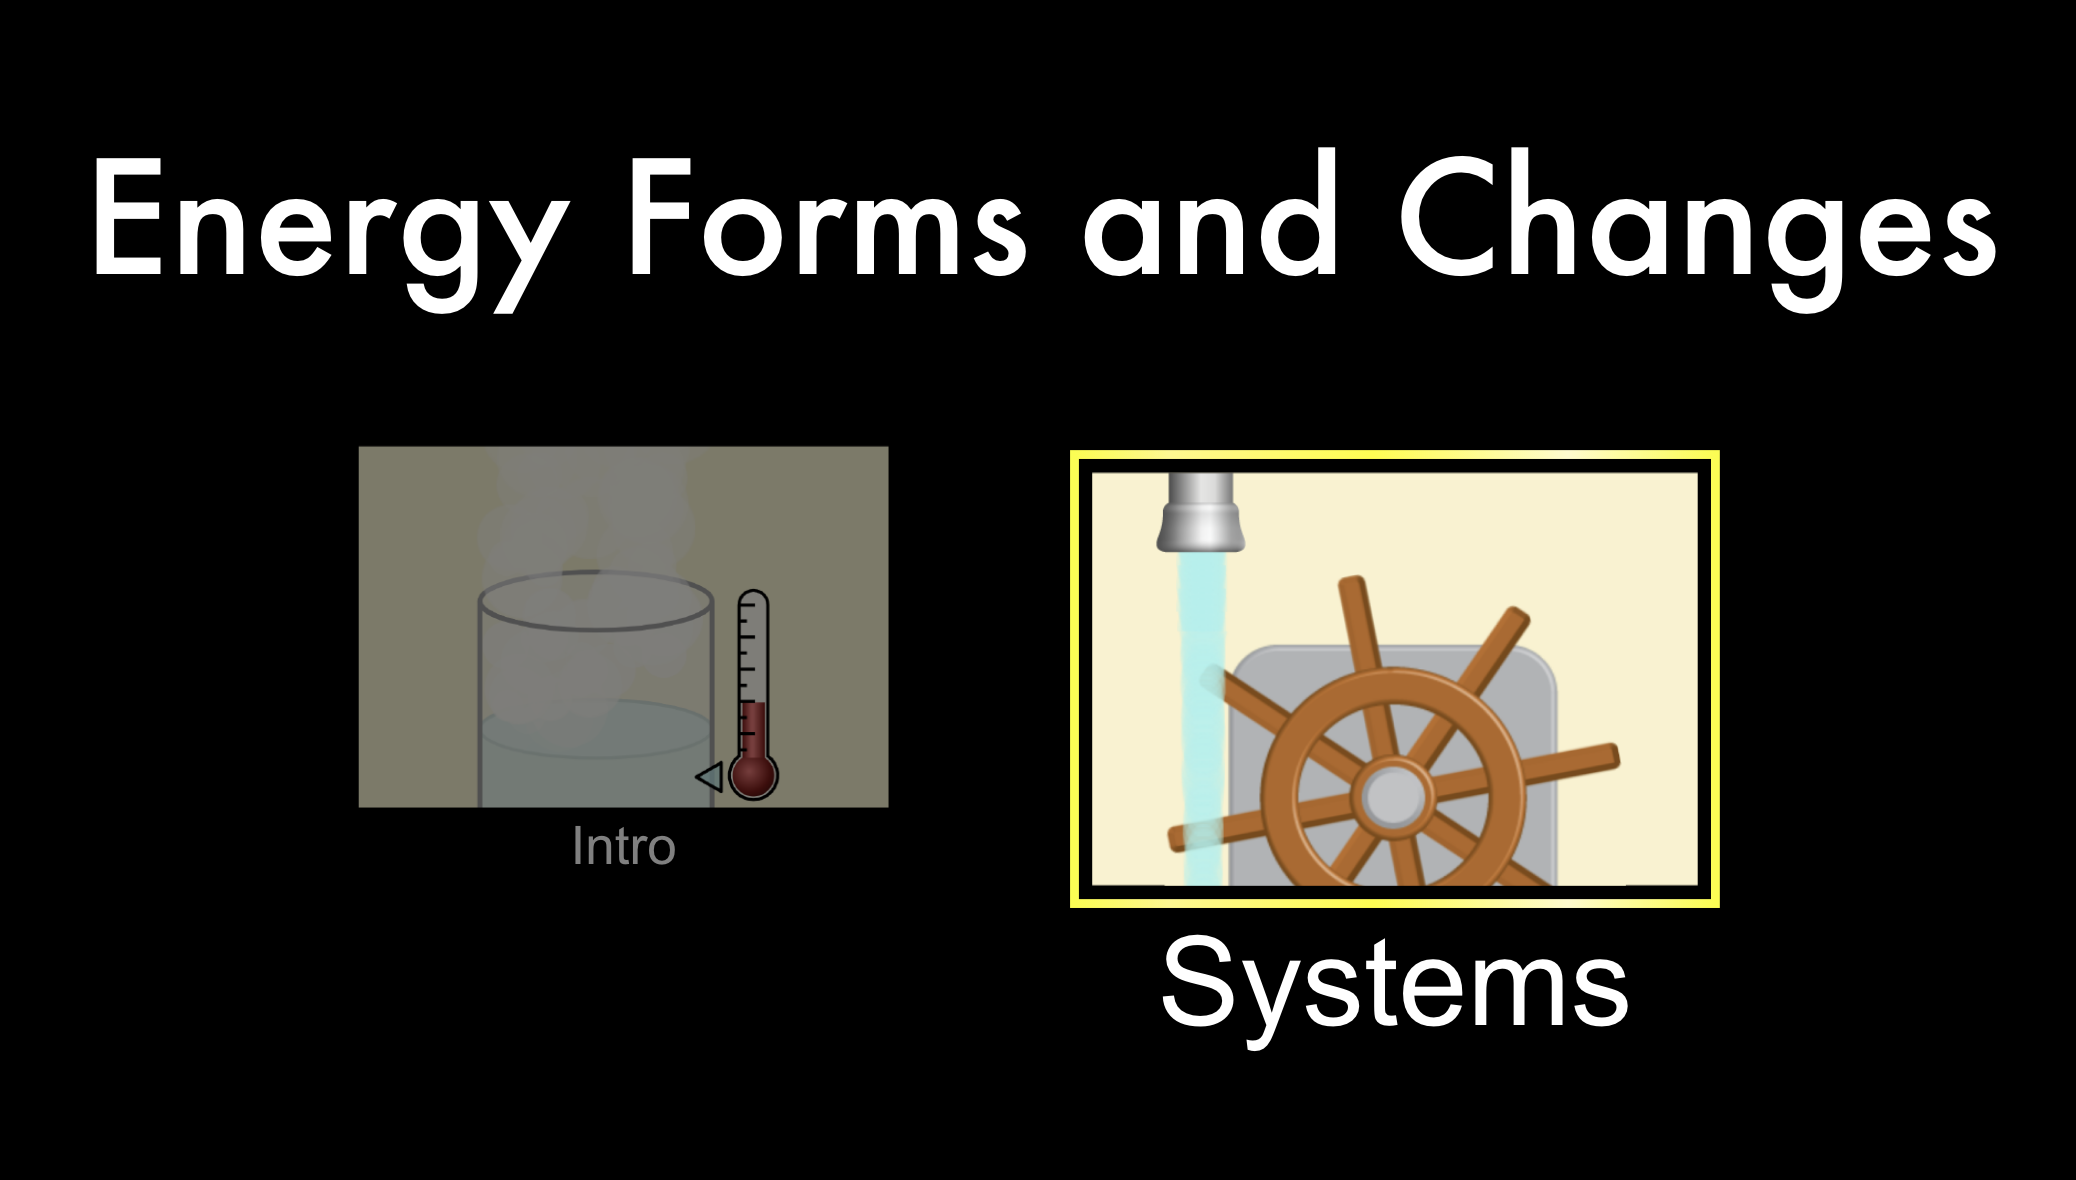 Energy Forms and Changes
Intro
Systems